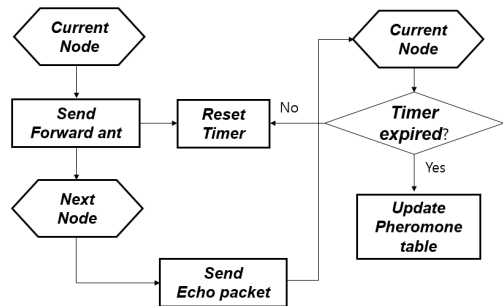 Current
Node
Send
Forward ant
Reset
Timer
Next
Node
Send
Echo packet
Current
Node
Timer
expired?
No
Yes
Update
Pheromone
table